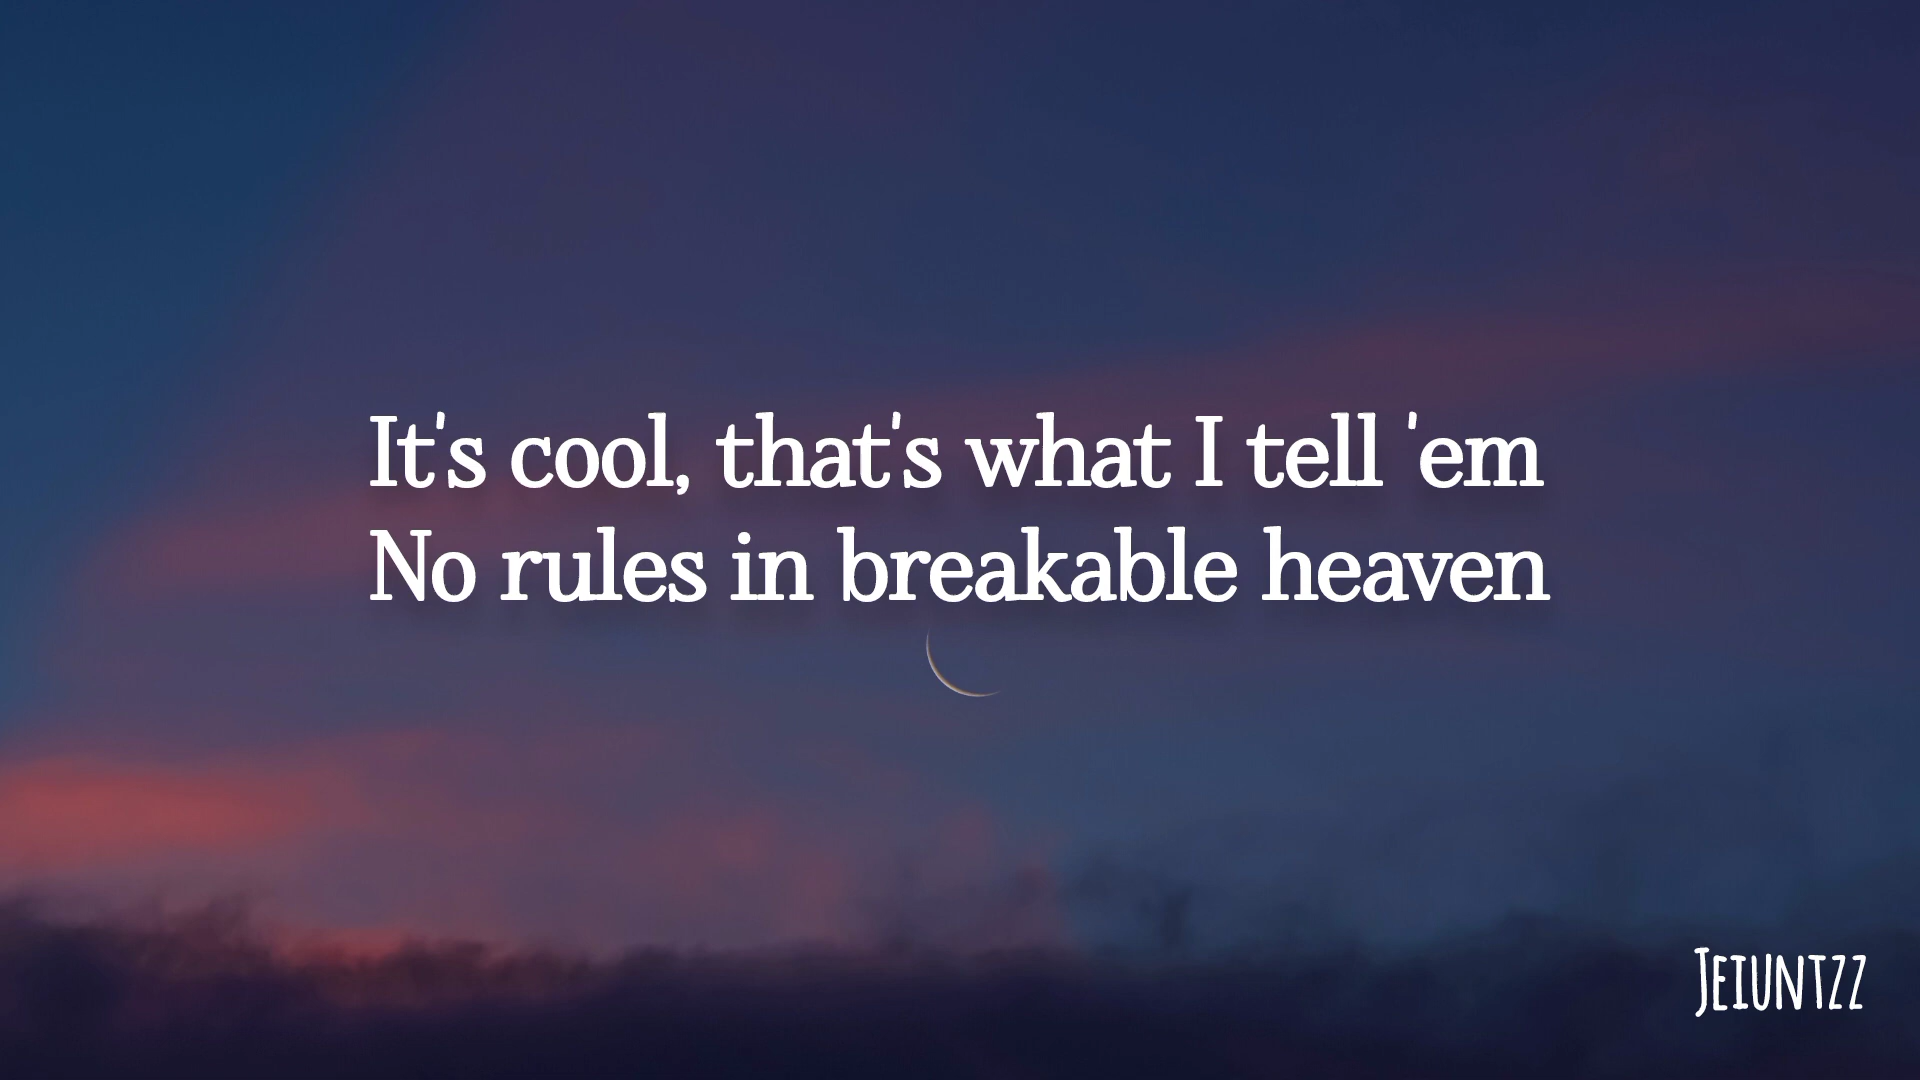 It's cool, that's what I tell 'em
No rules in breakable heaven
Jeiuntzz